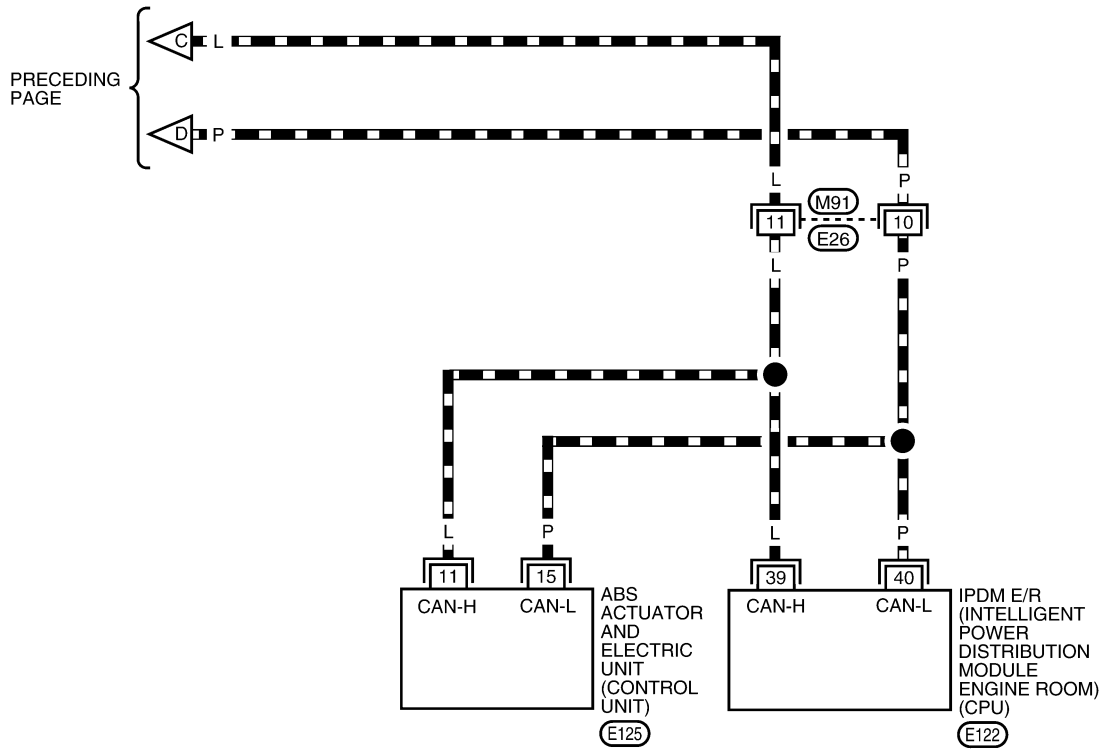 C L
PRECEDING
PAGE
D P
L P
M91
11 10
E26
L P
L P L P
11 15 39 40
CAN-H CAN-L
ABS
ACTUATOR
AND
ELECTRIC
UNIT
(CONTROL
UNIT)
E125
CAN-H CAN-L
IPDM E/R
(INTELLIGENT
POWER
DISTRIBUTION
MODULE
ENGINE ROOM)
(CPU)
E122